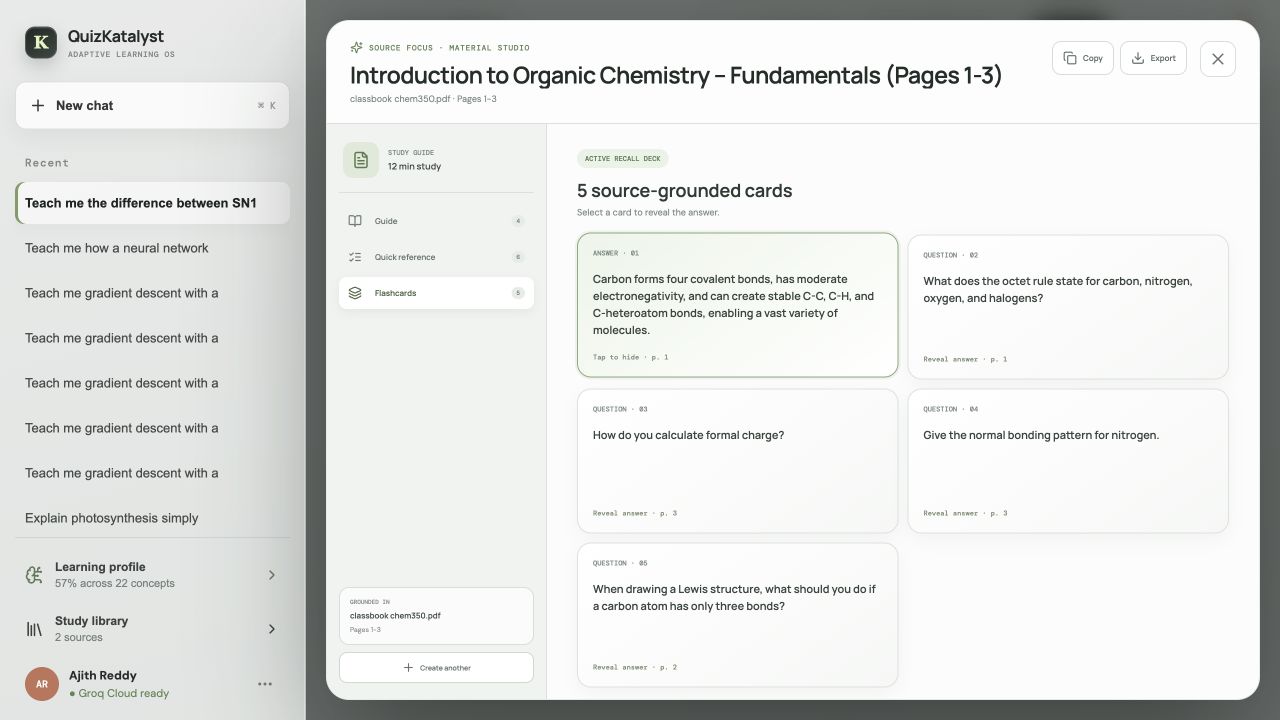 K
QuizKatalyst
ADAPTIVE LEARNING OS
New chat
⌘ K
Recent
Teach me the difference between SN1
Teach me how a neural network
Teach me gradient descent with a
Teach me gradient descent with a
Teach me gradient descent with a
Teach me gradient descent with a
Teach me gradient descent with a
Explain photosynthesis simply
Learning profile
57% across 22 concepts
Study library
2 sources
AR
Ajith Reddy
Groq Cloud ready
SOURCE FOCUS · MATERIAL STUDIO
Introduction to Organic Chemistry – Fundamentals (Pages 1-3)
classbook chem350.pdf · Pages 1–3
Copy
Export
STUDY GUIDE
12 min study
Guide 4
Quick reference 6
Flashcards 5
GROUNDED IN
classbook chem350.pdf
Pages 1–3
Create another
ACTIVE RECALL DECK
5 source-grounded cards
Select a card to reveal the answer.
ANSWER · 01
Carbon forms four covalent bonds, has moderate
electronegativity, and can create stable C-C, C-H, and
C-heteroatom bonds, enabling a vast variety of
molecules.
Tap to hide · p. 1
QUESTION · 02
What does the octet rule state for carbon, nitrogen,
oxygen, and halogens?
Reveal answer · p. 1
QUESTION · 03
How do you calculate formal charge?
Reveal answer · p. 3
QUESTION · 04
Give the normal bonding pattern for nitrogen.
Reveal answer · p. 3
QUESTION · 05
When drawing a Lewis structure, what should you do if
a carbon atom has only three bonds?
Reveal answer · p. 2